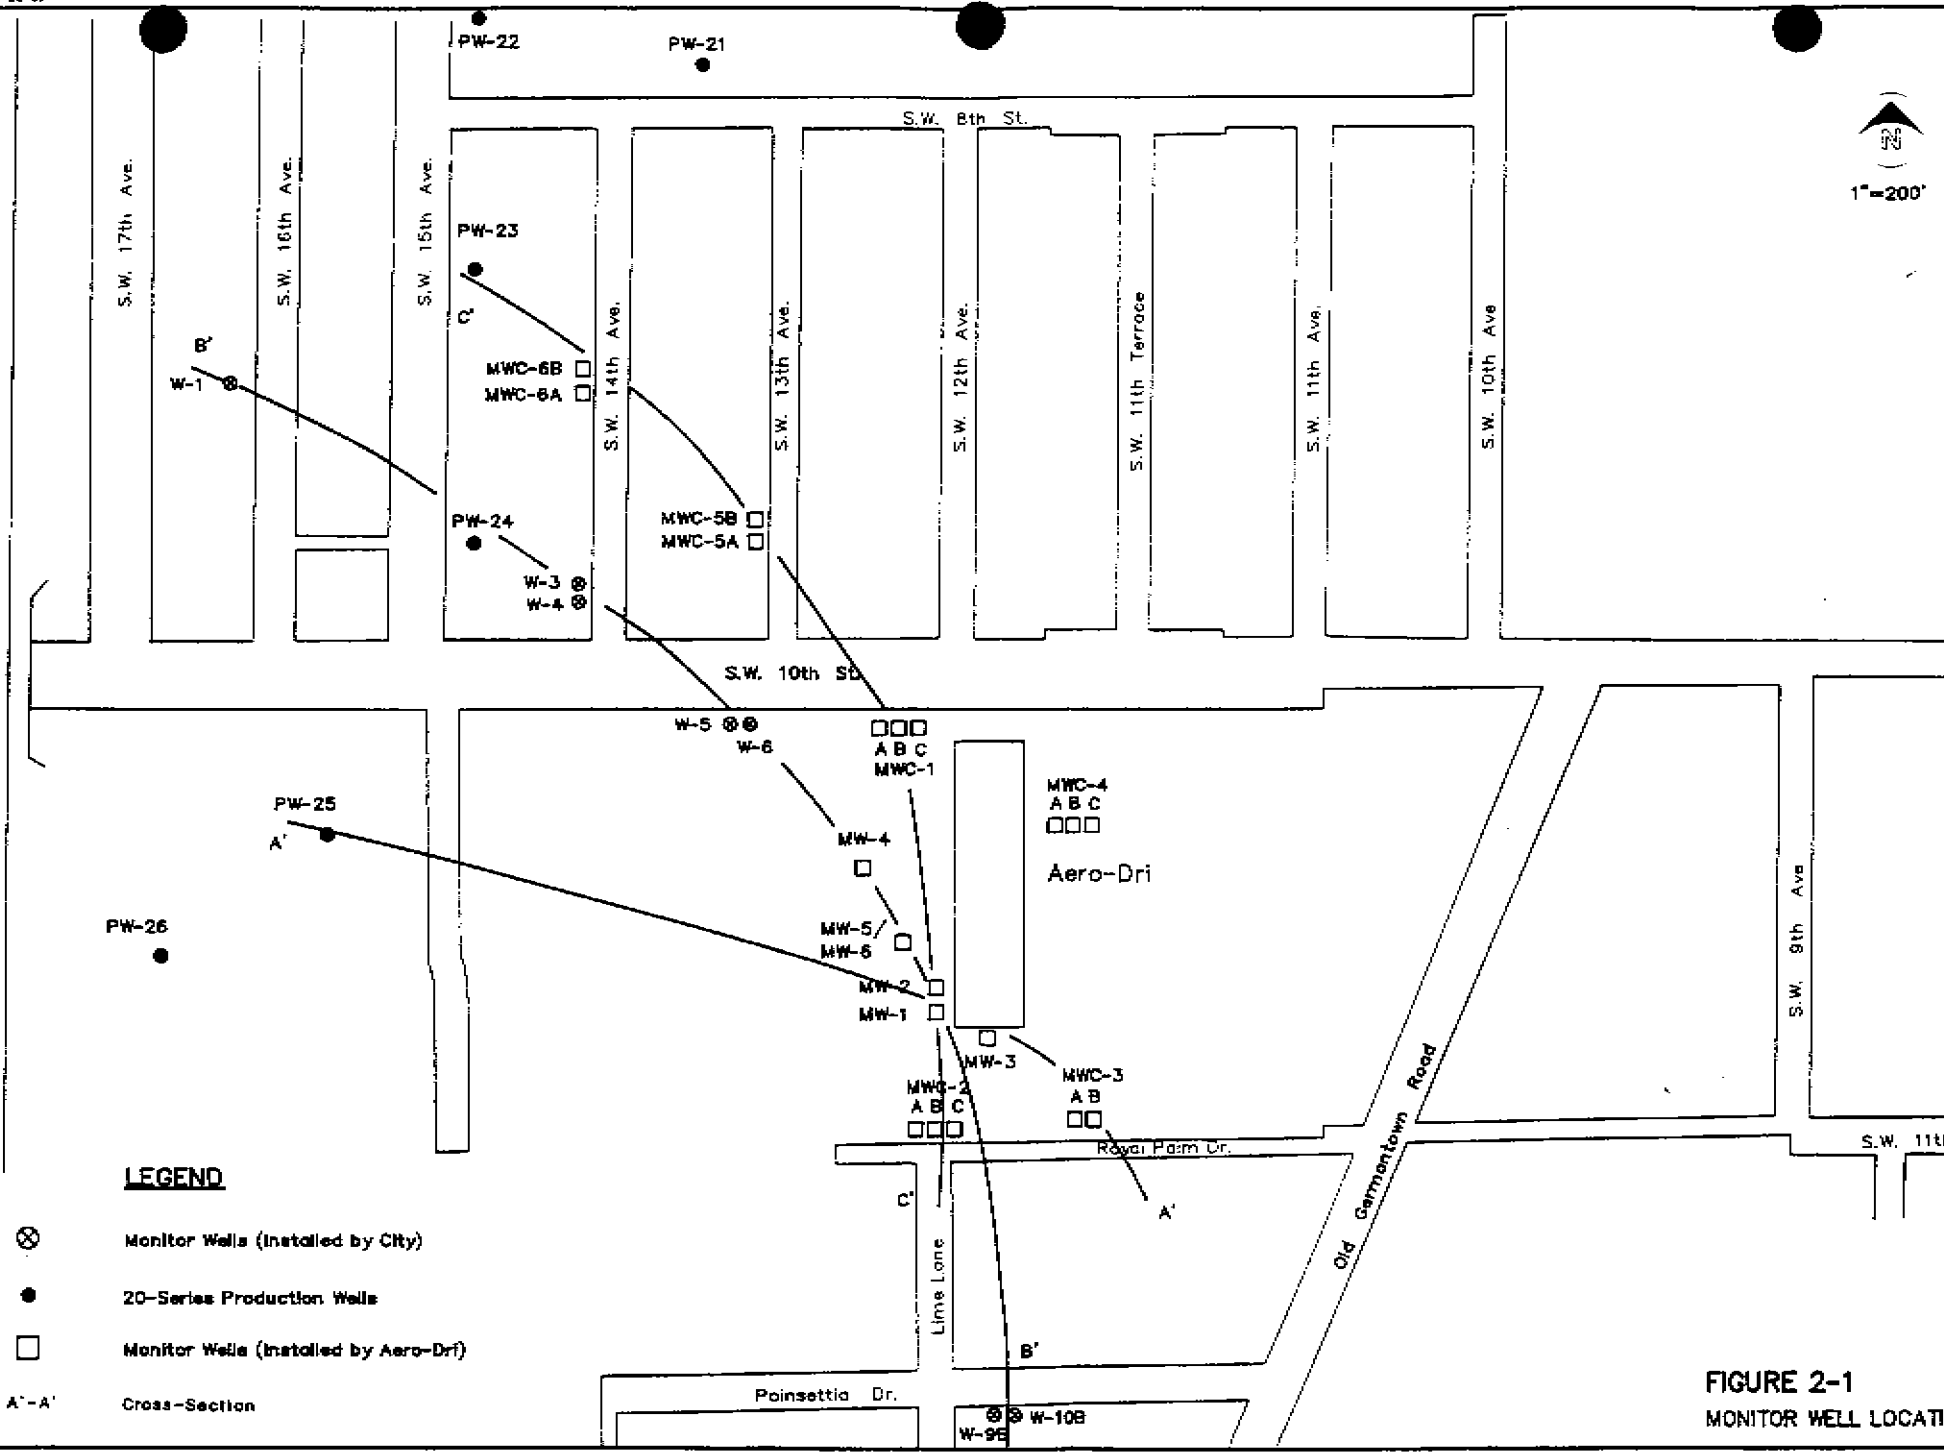 PW-22
PW-21
S.W. 8th St.
N
1"=200'
S.W. 17th Ave.
S.W. 16th Ave.
S.W. 15th Ave.
PW-23
C'
B'
W-1
MWC-6B
MWC-6A
S.W. 14th Ave.
S.W. 13th Ave.
S.W. 12th Ave.
S.W. 11th Terrace
S.W. 11th Ave.
S.W. 10th Ave
PW-24
MWC-5B
MWC-5A
W-3
W-4
S.W. 10th St.
W-5
W-6
A B C
MWC-1
MWC-4
A B C
PW-25
A'
MW-4
Aero-Dri
PW-26
MW-5
MW-6
MW-2
MW-1
MW-3
MWC-2
A B C
MWC-3
A B
S.W. 9th Ave
Old Germantown Road
Royal Palm Dr.
S.W. 11t
C'
A'
Lime Lane
B'
Poinsettia Dr.
W-10B
LEGEND
Monitor Wells (Installed by City)
20-Series Production Wells
Monitor Wells (Installed by Aero-Dri)
A'-A' Cross-Section
FIGURE 2-1
MONITOR WELL LOCATI